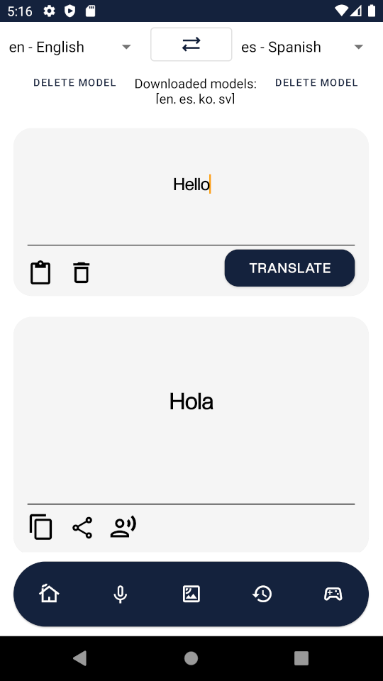 5:16
en - English
es - Spanish
DELETE MODEL
Downloaded models:
[en, es, ko, sv]
DELETE MODEL
Hello
TRANSLATE
Hola